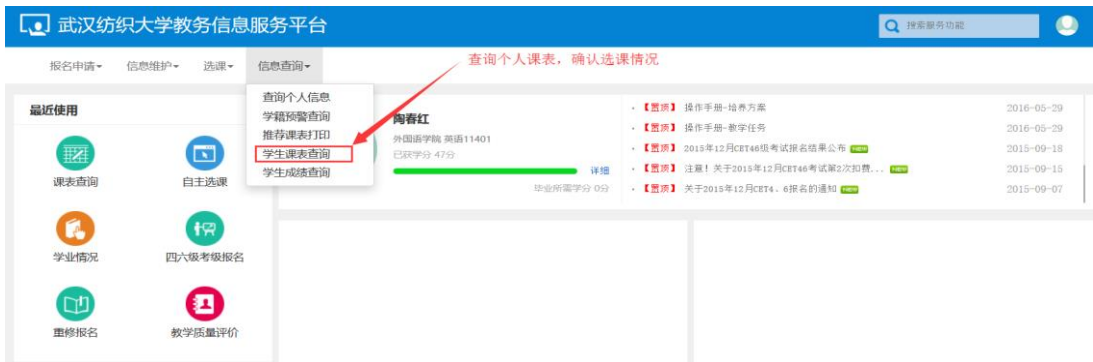 武汉纺织大学教务信息服务平台
搜索服务功能
报名申请 信息维护 选课 信息查询
查询个人课表，确认选课情况
查询个人信息
学籍预警查询
推荐课表打印
学生课表查询
学生成绩查询
最近使用
课表查询
自主选课
学业情况
四六级考级报名
重修报名
教学质量评价
陶春红
外国语学院 英语11401
已获学分 47分
详细
毕业所需学分 0分
【置顶】 操作手册-培养方案 2016-05-29
【置顶】 操作手册-教学任务 2016-05-29
【置顶】 2015年12月CET46级考试报名结果公布 NEW 2015-09-18
【置顶】 注意！关于2015年12月CET46考试第2次扣费... NEW 2015-09-15
【置顶】 关于2015年12月CET4、6报名的通知 NEW 2015-09-07